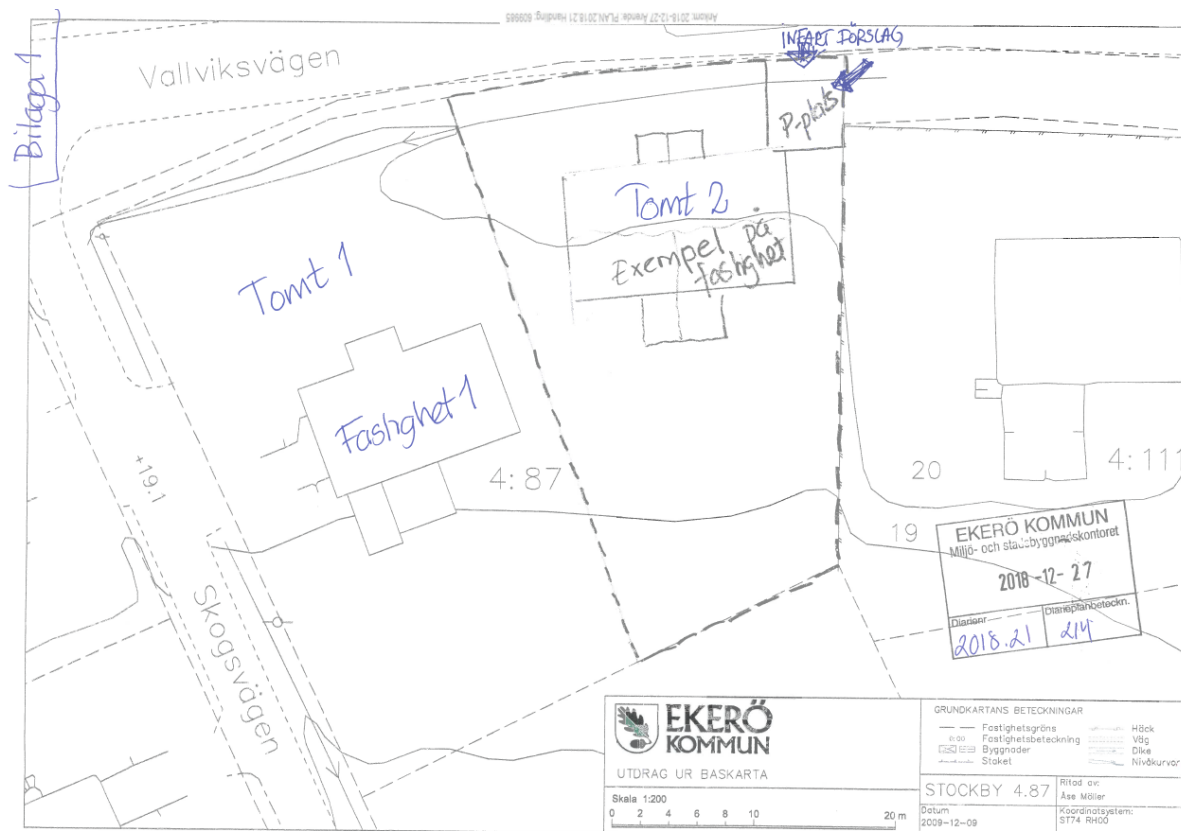 Ankom: 2018-12-27 Ärende: PLAN.2018.21 Handling: 609985
Bilaga 1
Vallviksvägen
INFART FÖRSLAG
P-plats
Tomt 1
Tomt 2
Exempel på
fastighet
Fastighet 1
4:87
+19.1
Skogsvägen
20
4:111
19
EKERÖ KOMMUN
Miljö- och stadsbyggnadskontoret
2018-12-27
Diarienr
Diarieplanbeteckn.
2018.21
214
EKERÖ
KOMMUN
UTDRAG UR BASKARTA
Skala 1:200
0 2 4 6 8 10 20 m
GRUNDKARTANS BETECKNINGAR
Fastighetsgräns
0:00 Fastighetsbeteckning
Byggnader
Staket
Häck
Väg
Dike
Nivåkurvor
STOCKBY 4.87
Ritad av:
Åse Möller
Datum
2009-12-09
Koordinatsystem:
ST74 RH00